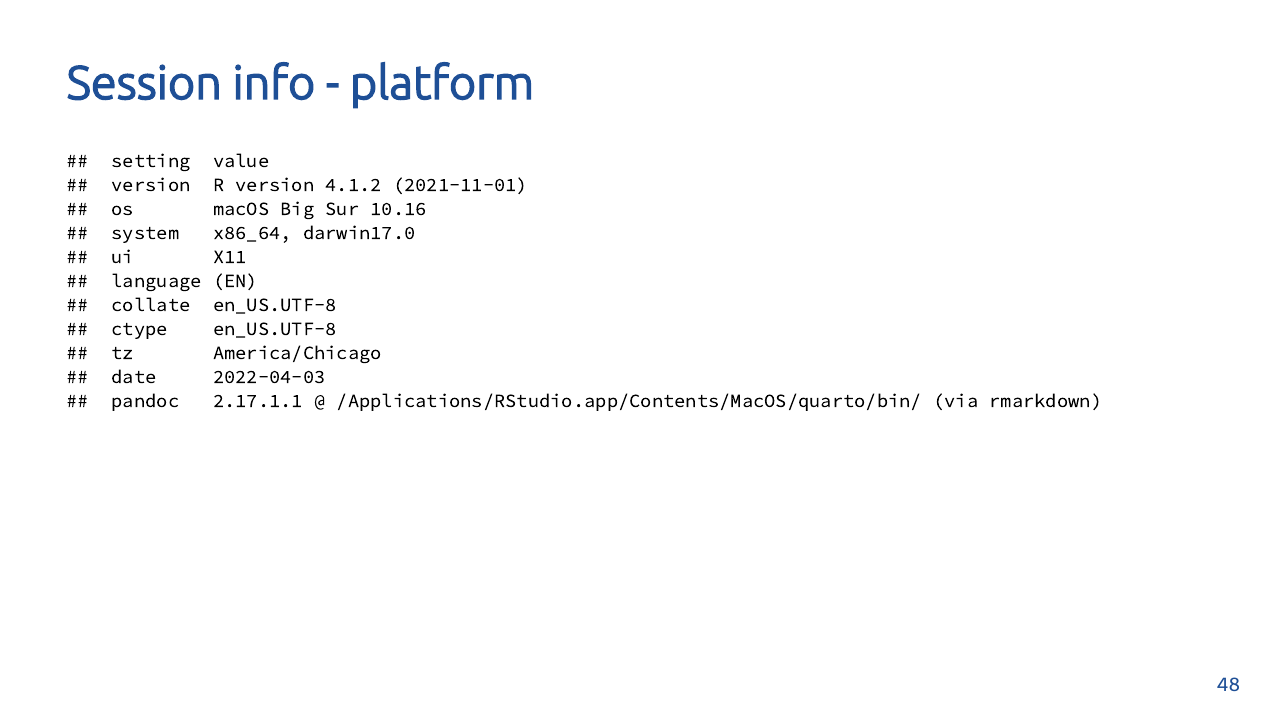 Session info - platform
##  setting  value
##  version  R version 4.1.2 (2021-11-01)
##  os       macOS Big Sur 10.16
##  system   x86_64, darwin17.0
##  ui       X11
##  language (EN)
##  collate  en_US.UTF-8
##  ctype    en_US.UTF-8
##  tz       America/Chicago
##  date     2022-04-03
##  pandoc   2.17.1.1 @ /Applications/RStudio.app/Contents/MacOS/quarto/bin/ (via rmarkdown)
48